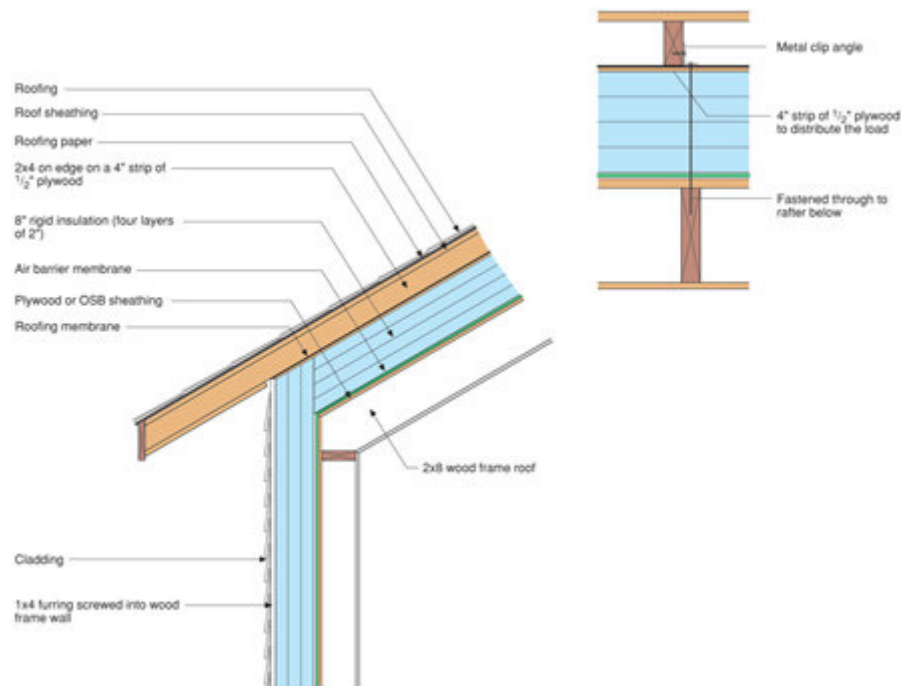 Roofing
Roof sheathing
Roofing paper
2x4 on edge on a 4" strip of
1/2" plywood
8" rigid insulation (four layers
of 2")
Air barrier membrane
Plywood or OSB sheathing
Roofing membrane
2x8 wood frame roof
Cladding
1x4 furring screwed into wood
frame wall
Metal clip angle
4" strip of 1/2" plywood
to distribute the load
Fastened through to
rafter below